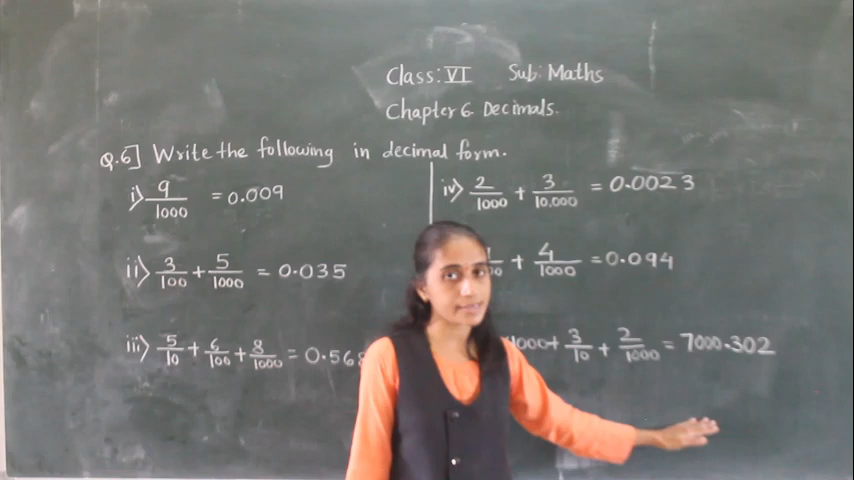 Class: VI Sub: Maths
Chapter 6 Decimals.
Q.6] Write the following in decimal form.
i) 9/1000 = 0.009
ii) 3/100 + 5/1000 = 0.035
iii) 5/10 + 6/100 + 8/1000 = 0.568
iv) 2/1000 + 3/10,000 = 0.0023
+ 4/1000 = 0.094
+ 3/10 + 2/1000 = 7000.302